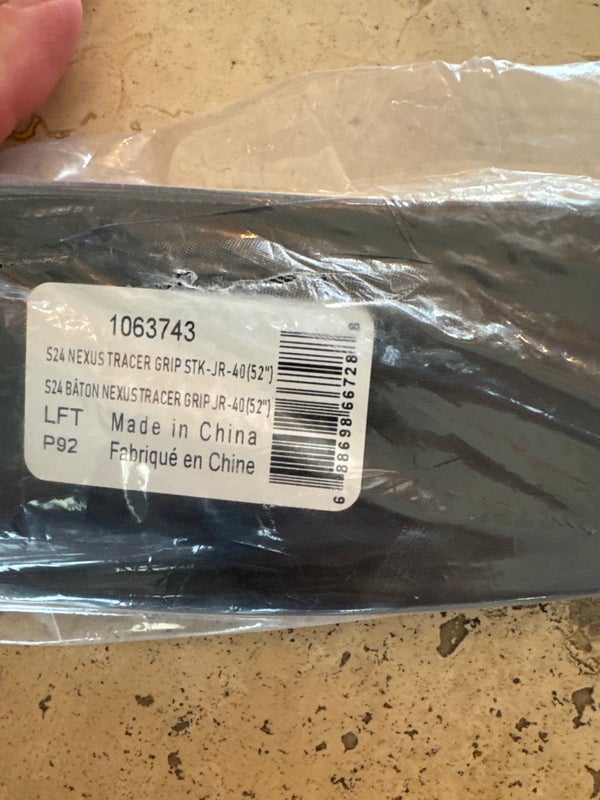 1063743
S24 NEXUS TRACER GRIP STK-JR-40(52")
S24 BÂTON NEXUS TRACER GRIP JR-40(52")
LFT Made in China
P92 Fabriqué en Chine
6 88698 66728 8